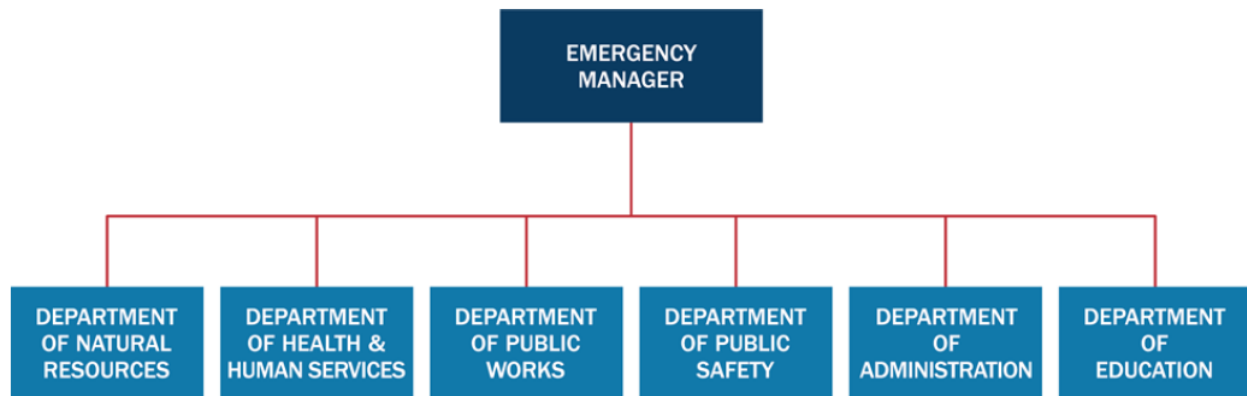 EMERGENCY
MANAGER
DEPARTMENT
OF NATURAL
RESOURCES
DEPARTMENT
OF HEALTH &
HUMAN SERVICES
DEPARTMENT
OF PUBLIC
WORKS
DEPARTMENT
OF PUBLIC
SAFETY
DEPARTMENT
OF
ADMINISTRATION
DEPARTMENT
OF
EDUCATION